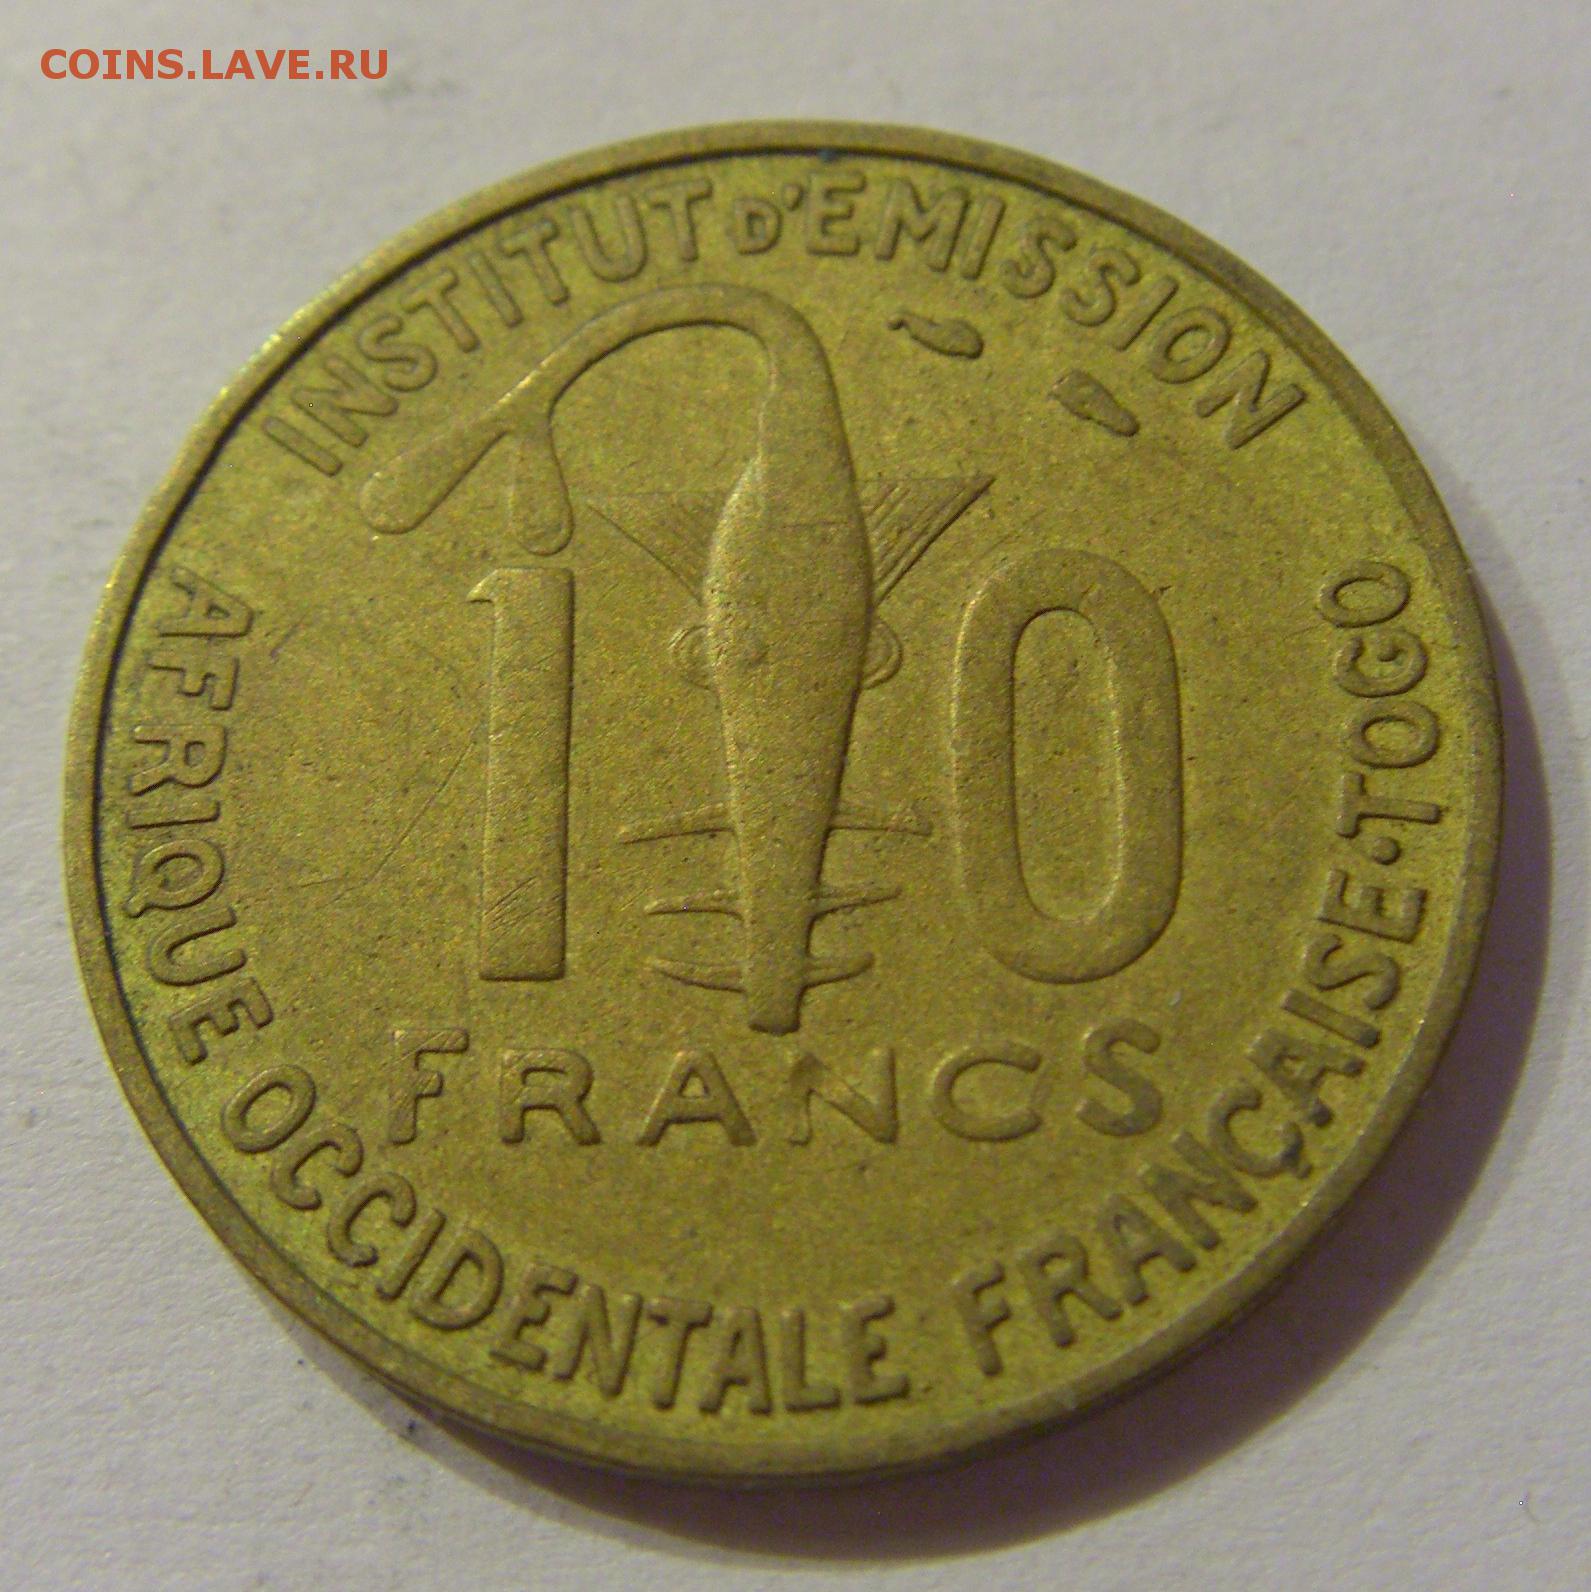 COINS.LAVE.RU
INSTITUT D'EMISSION
10
FRANCS
AFRIQUE OCCIDENTALE FRANÇAISE·TOGO